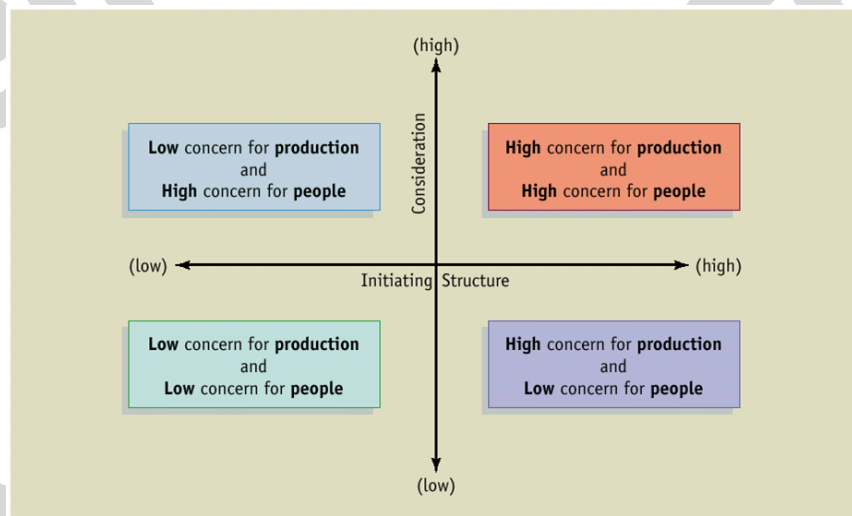 (high)
Consideration
Low concern for production
and
High concern for people
High concern for production
and
High concern for people
(low)
(high)
Initiating Structure
Low concern for production
and
Low concern for people
High concern for production
and
Low concern for people
(low)